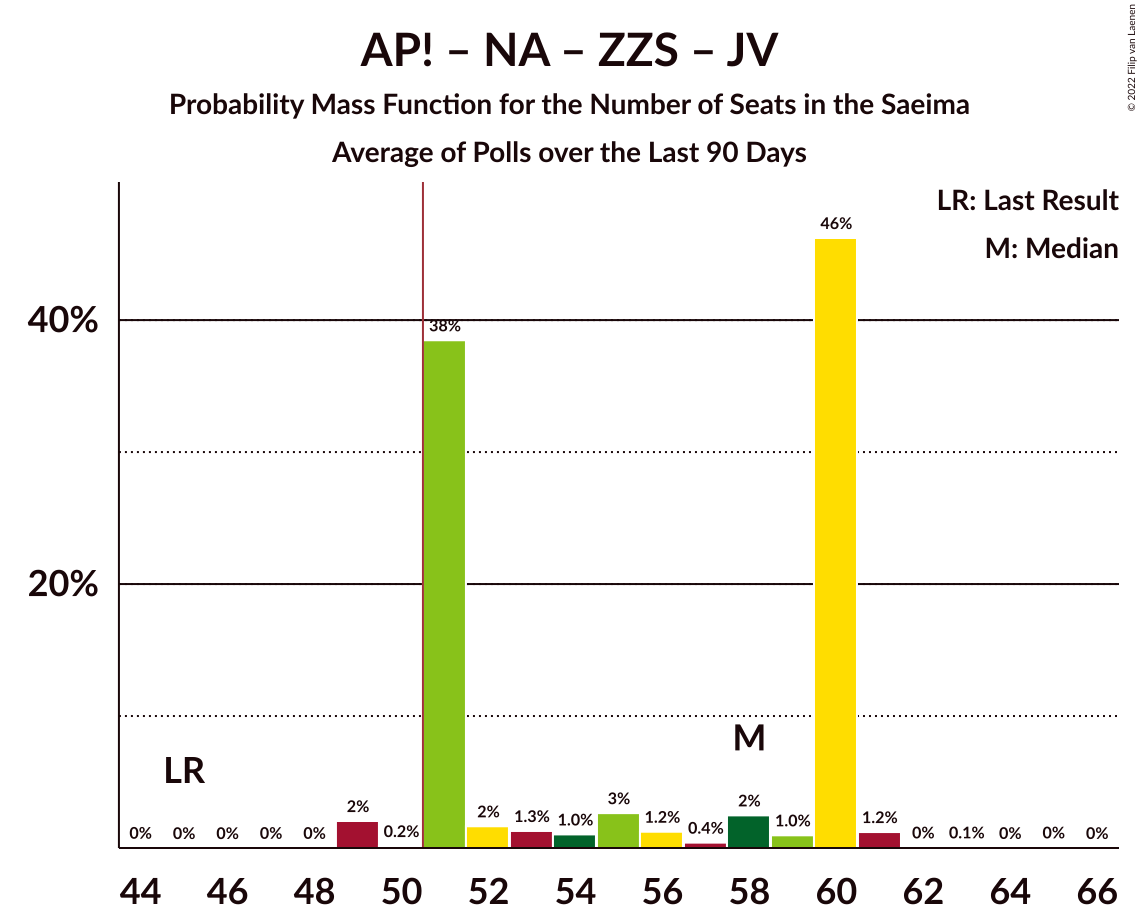 AP! – NA – ZZS – JV
Probability Mass Function for the Number of Seats in the Saeima
Average of Polls over the Last 90 Days
© 2022 Filip van Laenen
LR: Last Result
M: Median
46%
40%
38%
20%
M
LR
0% 0% 0% 0% 0% 2% 0.2% 2% 1.3% 1.0% 3% 1.2% 0.4% 2% 1.0% 1.2% 0% 0.1% 0% 0% 0%
44 46 48 50 52 54 56 58 60 62 64 66